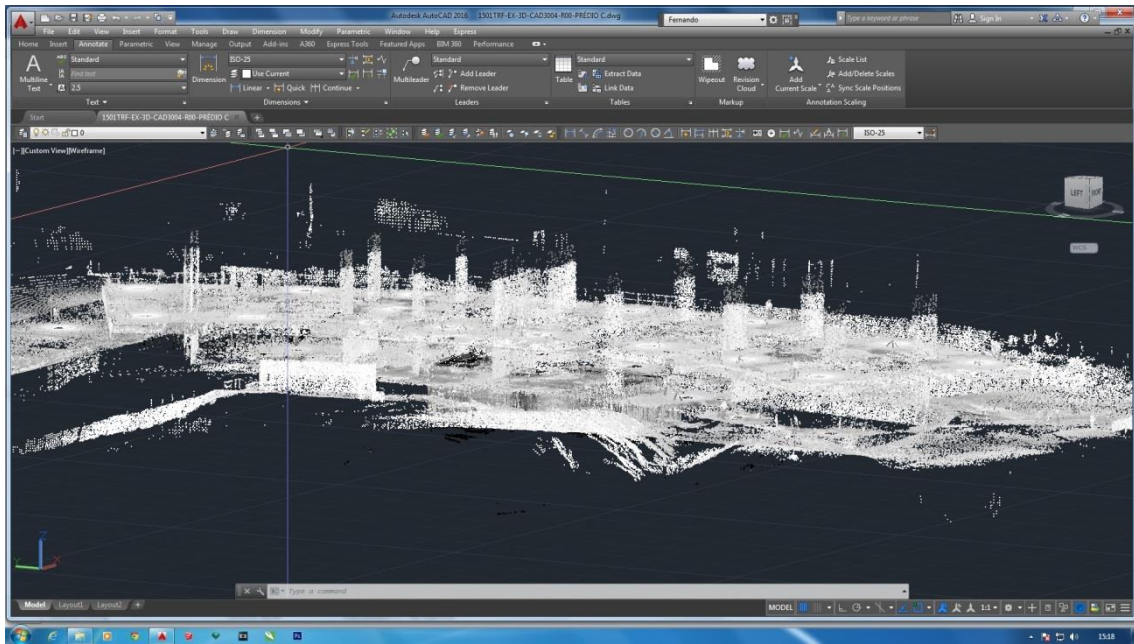 Autodesk AutoCAD 2016 1501TRF-EX-3D-CAD3004-R00-PRÉDIO C.dwg
Fernando
Type a keyword or phrase
Sign In
File Edit View Insert Format Tools Draw Dimension Modify Parametric Window Help Express
Home Insert Annotate Parametric View Manage Output Add-ins A360 Express Tools Featured Apps BIM 360 Performance
Standard ISO-25 Standard Standard Scale List
Multiline Text Find text Dimension Use Current Multileader Add Leader Table Extract Data Wipeout Revision Cloud Add Current Scale Add/Delete Scales
2.5 Linear Quick Continue Remove Leader Link Data Sync Scale Positions
Text Dimensions Leaders Tables Markup Annotation Scaling
Start 1501TRF-EX-3D-CAD3004-R00-PRÉDIO C
0 ISO-25
[-][Custom View][Wireframe]
LEFT
WCS
Z
Y X
Type a command
Model Layout1 Layout2 +
MODEL 1:1
15:18